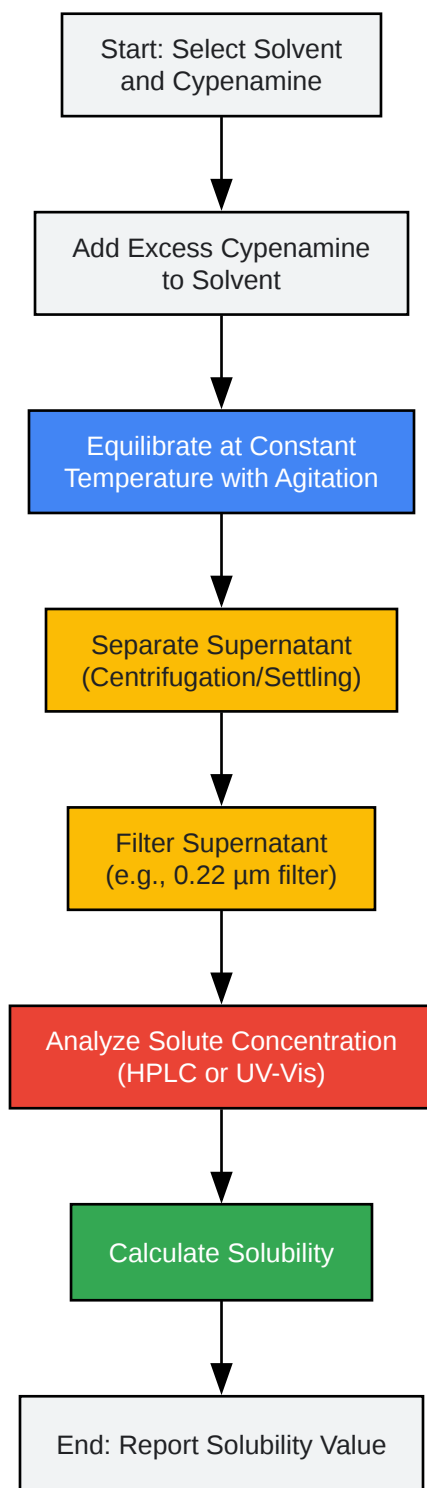 Start: Select Solvent
and Cypenamine
Add Excess Cypenamine
to Solvent
Equilibrate at Constant
Temperature with Agitation
Separate Supernatant
(Centrifugation/Settling)
Filter Supernatant
(e.g., 0.22 µm filter)
Analyze Solute Concentration
(HPLC or UV-Vis)
Calculate Solubility
End: Report Solubility Value